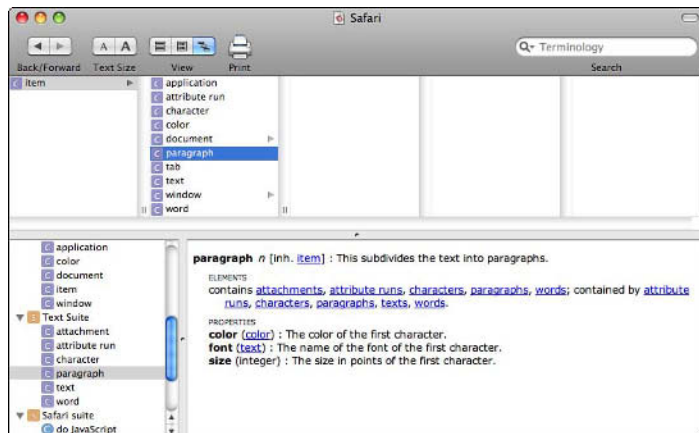 Safari
A A
Terminology
Back/Forward Text Size View Print Search
item
application
attribute run
character
color
document
paragraph
tab
text
window
word
application
color
document
item
window
Text Suite
attachment
attribute run
character
paragraph
text
word
Safari suite
do JavaScript
paragraph n [inh. item] : This subdivides the text into paragraphs.
ELEMENTS
contains attachments, attribute runs, characters, paragraphs, words; contained by attribute
runs, characters, paragraphs, texts, words.
PROPERTIES
color (color) : The color of the first character.
font (text) : The name of the font of the first character.
size (integer) : The size in points of the first character.